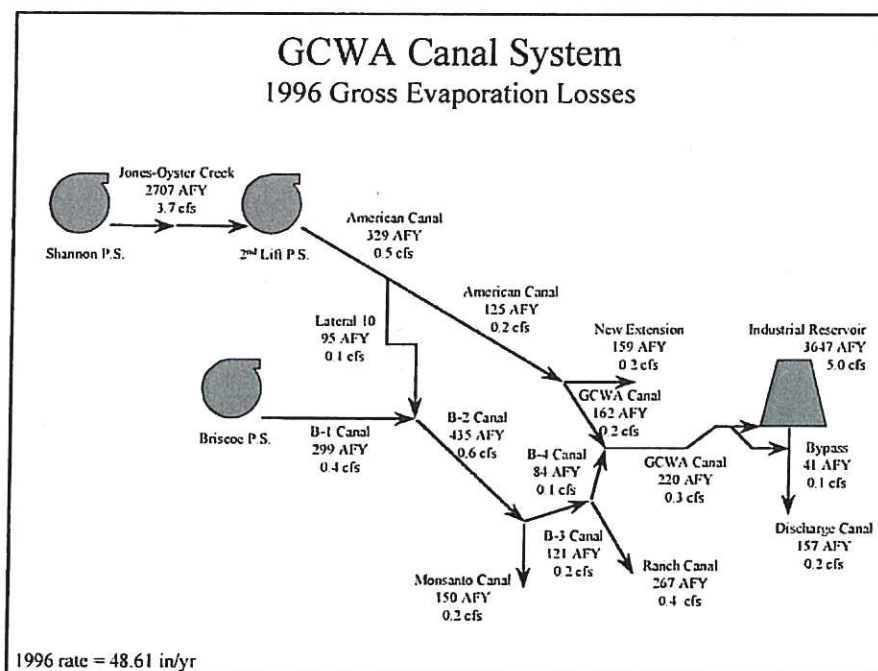 GCWA Canal System
1996 Gross Evaporation Losses
Jones-Oyster Creek
2707 AFY
3.7 cfs
Shannon P.S.
2nd Lift P.S.
American Canal
329 AFY
0.5 cfs
American Canal
125 AFY
0.2 cfs
Lateral 10
95 AFY
0.1 cfs
New Extension
159 AFY
0.2 cfs
Industrial Reservoir
3647 AFY
5.0 cfs
GCWA Canal
162 AFY
0.2 cfs
Briscoe P.S.
B-1 Canal
299 AFY
0.4 cfs
B-2 Canal
435 AFY
0.6 cfs
B-4 Canal
84 AFY
0.1 cfs
GCWA Canal
220 AFY
0.3 cfs
Bypass
41 AFY
0.1 cfs
B-3 Canal
121 AFY
0.2 cfs
Discharge Canal
157 AFY
0.2 cfs
Monsanto Canal
150 AFY
0.2 cfs
Ranch Canal
267 AFY
0.4 cfs
1996 rate = 48.61 in/yr